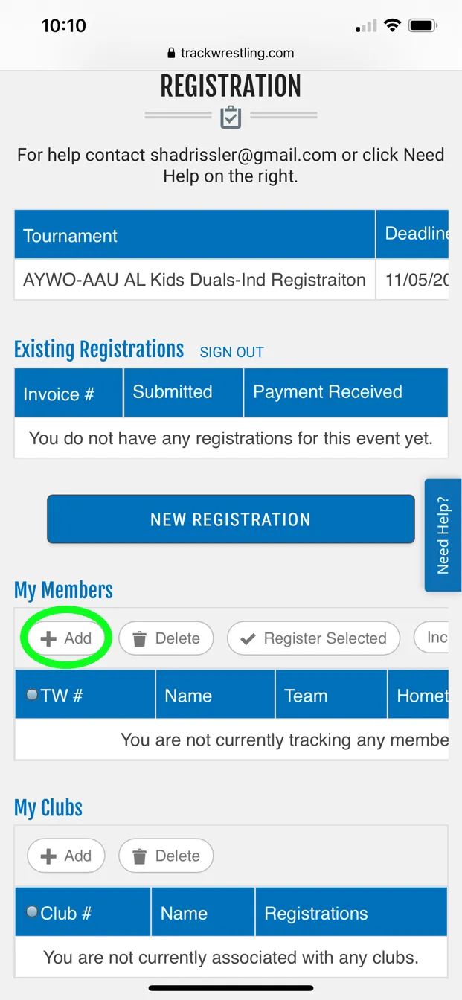 10:10
trackwrestling.com
REGISTRATION
For help contact shadrissler@gmail.com or click Need
Help on the right.
Tournament Deadline
AYWO-AAU AL Kids Duals-Ind Registraiton 11/05/20
Existing Registrations SIGN OUT
Invoice # Submitted Payment Received
You do not have any registrations for this event yet.
NEW REGISTRATION
Need Help?
My Members
Add Delete Register Selected Inc
TW # Name Team Homet
You are not currently tracking any membe
My Clubs
Add Delete
Club # Name Registrations
You are not currently associated with any clubs.